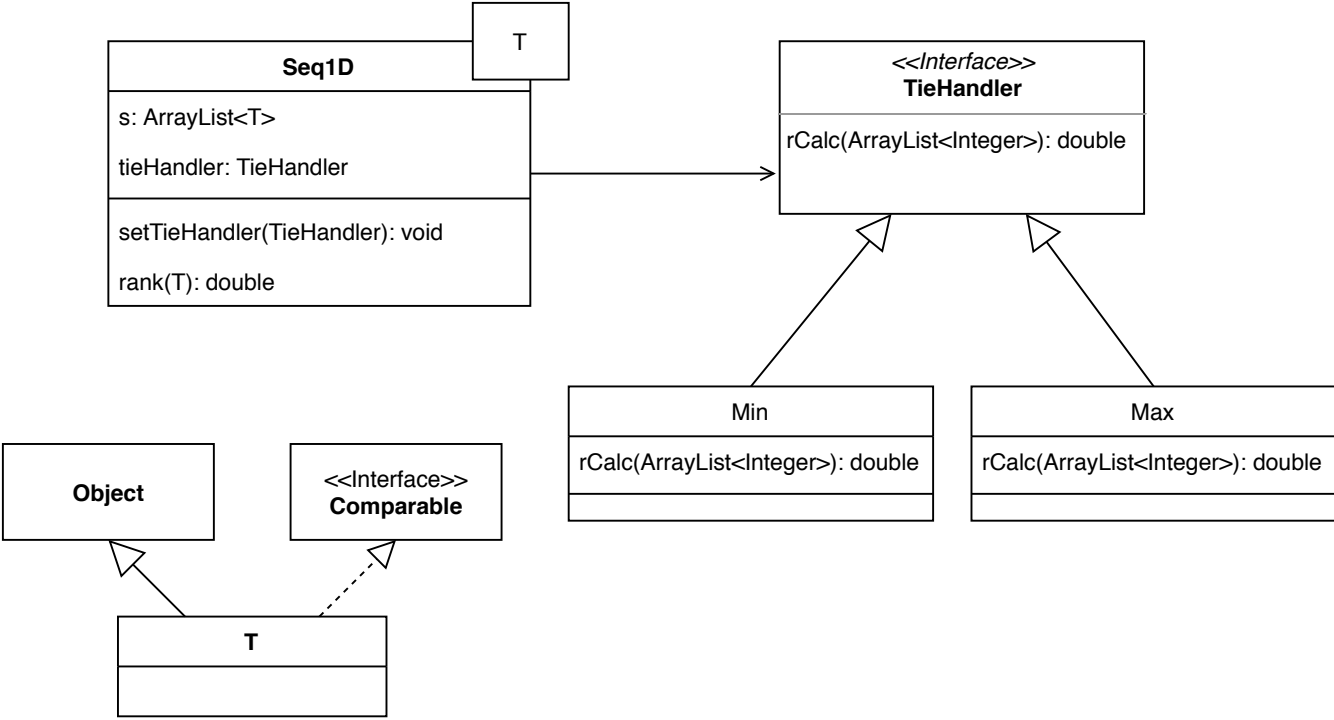 T
Seq1D
s: ArrayList<T>
tieHandler: TieHandler
setTieHandler(TieHandler): void
rank(T): double
<<Interface>>
TieHandler
rCalc(ArrayList<Integer>): double
Min
rCalc(ArrayList<Integer>): double
Max
rCalc(ArrayList<Integer>): double
Object
<<Interface>>
Comparable
T